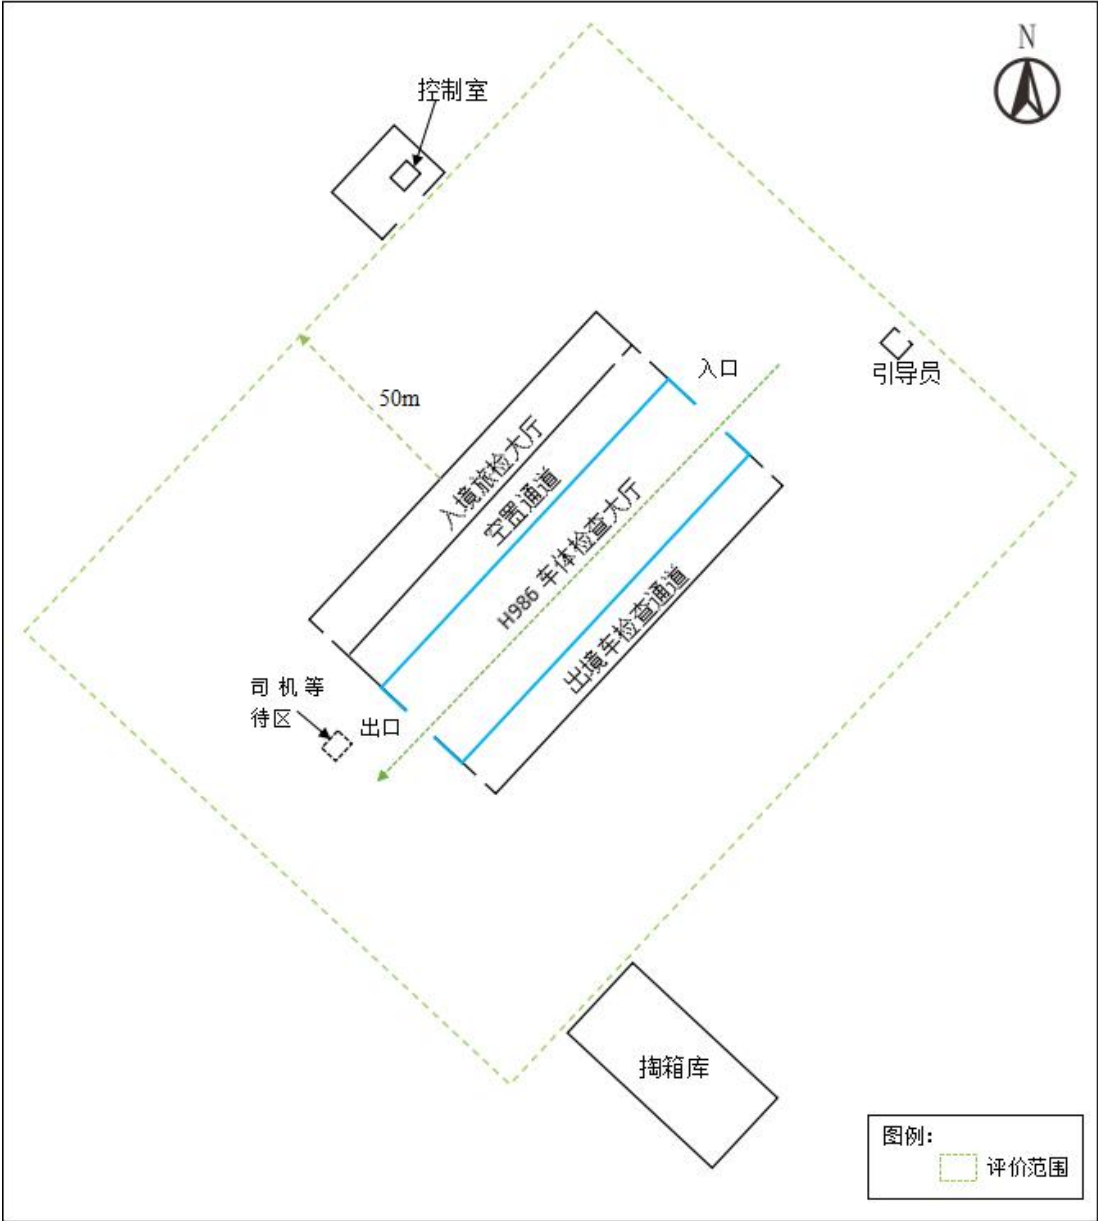 N
控制室
入口
引导员
50m
入境旅检大厅
空置通道
H986 车体检查大厅
出境车检查通道
司机等
待区
出口
掏箱库
图例：
评价范围